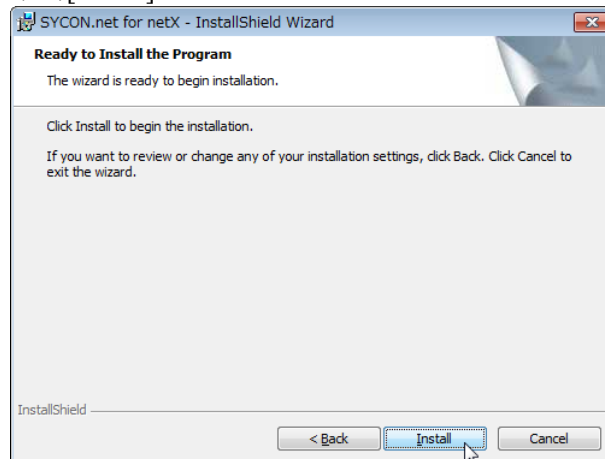 SYCON.net for netX - InstallShield Wizard
Ready to Install the Program
The wizard is ready to begin installation.
Click Install to begin the installation.
If you want to review or change any of your installation settings, click Back. Click Cancel to
exit the wizard.
InstallShield
< Back
Install
Cancel